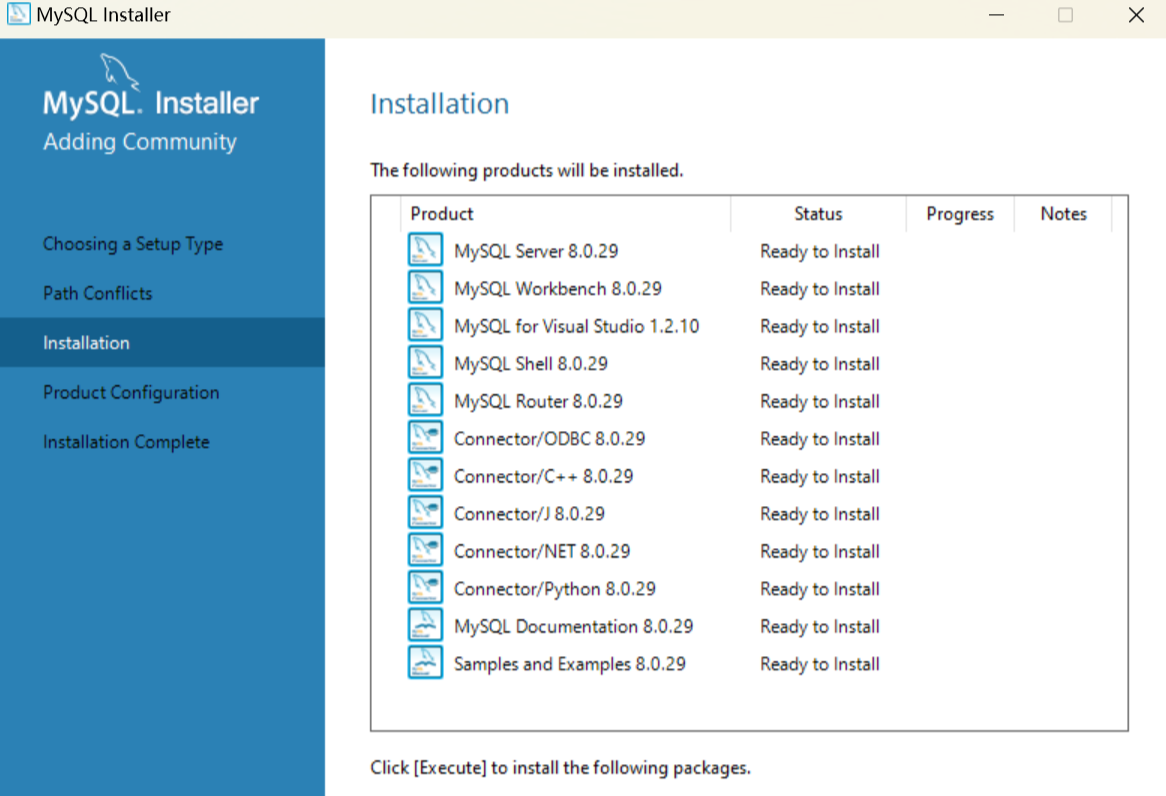 MySQL Installer
MySQL. Installer
Adding Community
Choosing a Setup Type
Path Conflicts
Installation
Product Configuration
Installation Complete
Installation
The following products will be installed.
Product Status Progress Notes
MySQL Server 8.0.29 Ready to Install
MySQL Workbench 8.0.29 Ready to Install
MySQL for Visual Studio 1.2.10 Ready to Install
MySQL Shell 8.0.29 Ready to Install
MySQL Router 8.0.29 Ready to Install
Connector/ODBC 8.0.29 Ready to Install
Connector/C++ 8.0.29 Ready to Install
Connector/J 8.0.29 Ready to Install
Connector/NET 8.0.29 Ready to Install
Connector/Python 8.0.29 Ready to Install
MySQL Documentation 8.0.29 Ready to Install
Samples and Examples 8.0.29 Ready to Install
Click [Execute] to install the following packages.